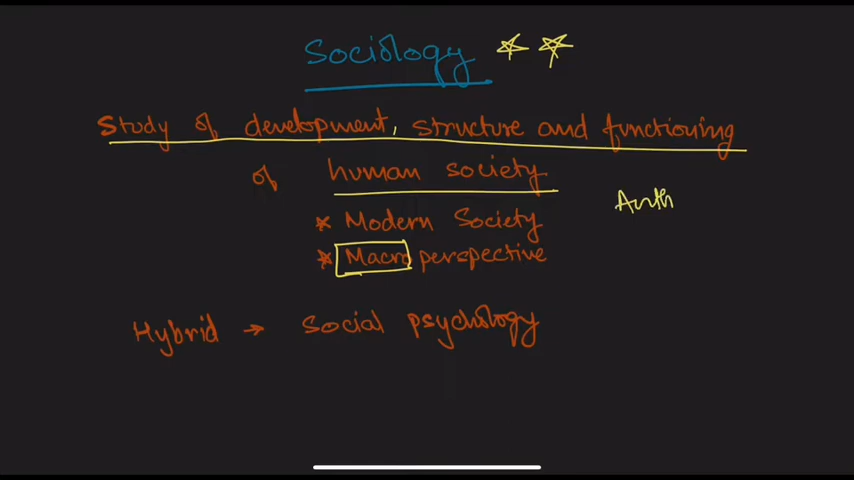 Sociology
Study of development, structure and functioning
of human society
Anth
* Modern Society
* Macro perspective
Hybrid → Social psychology